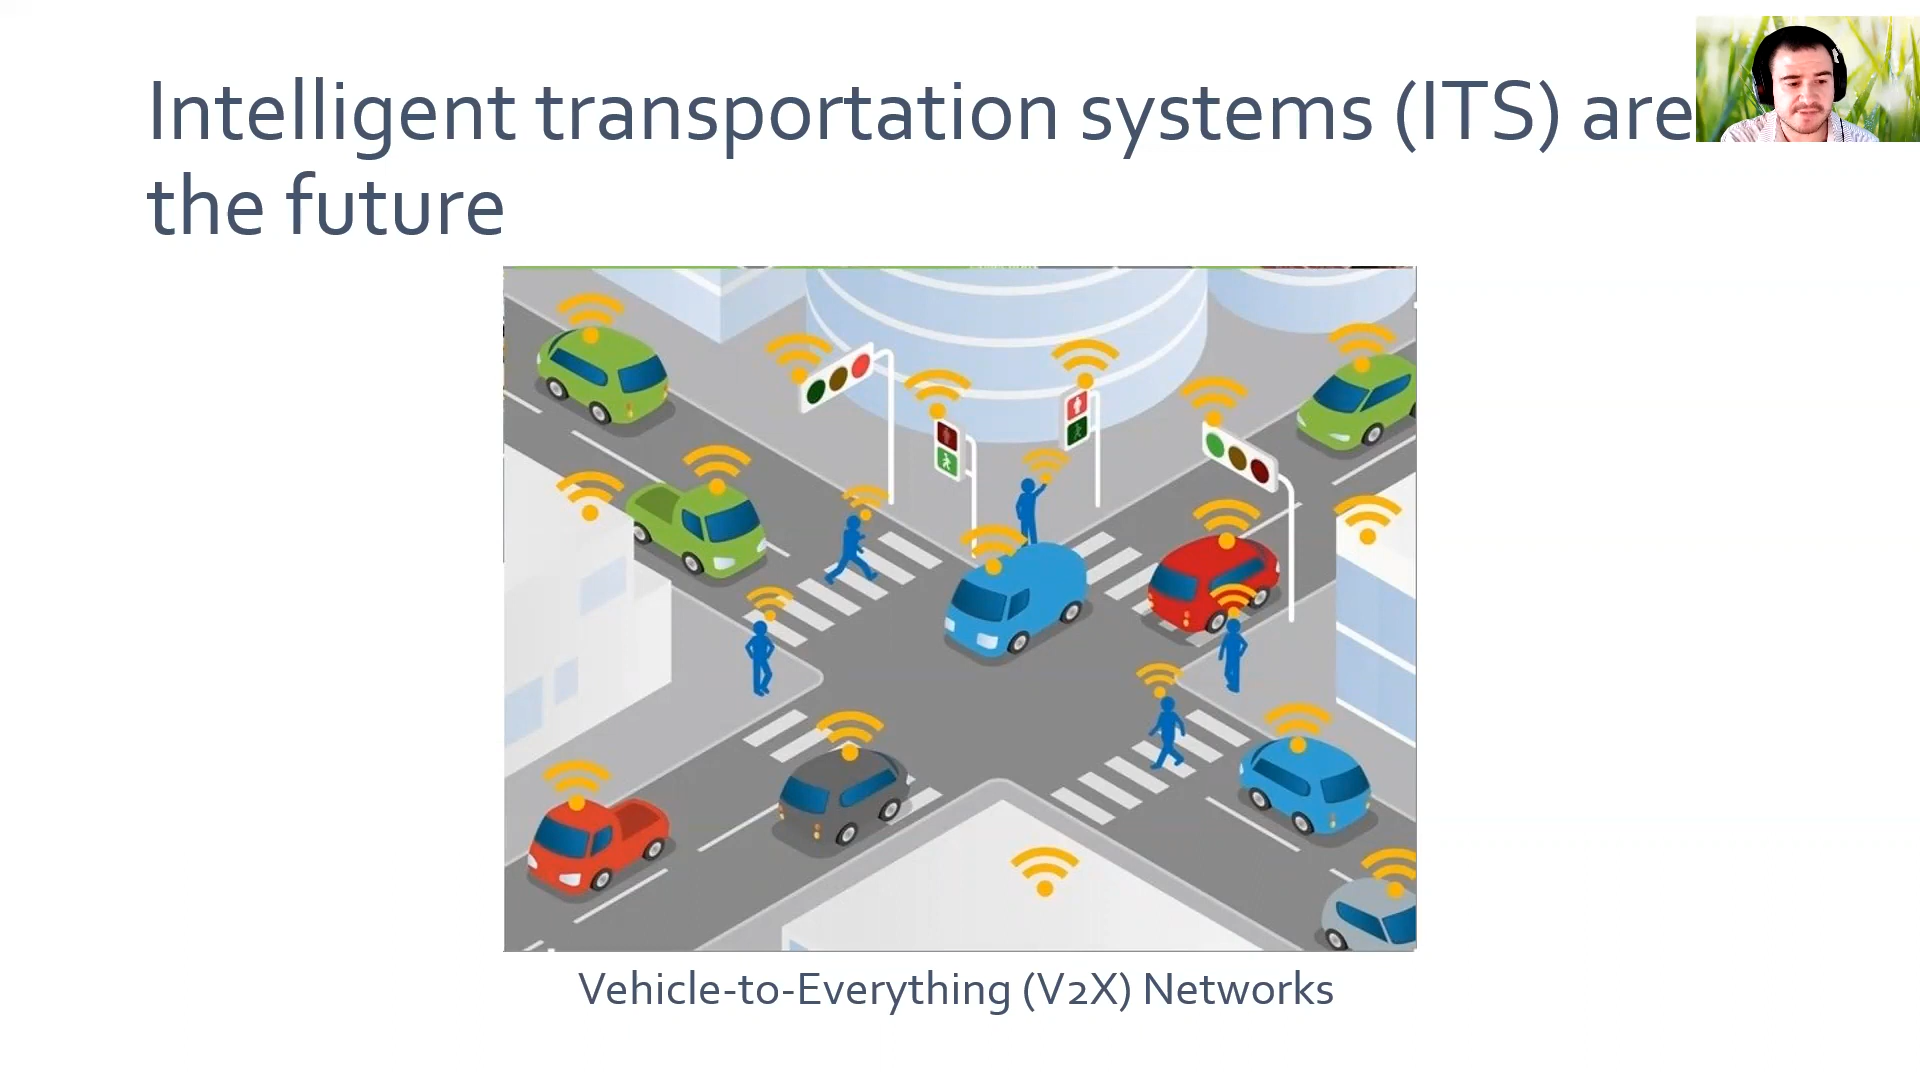 Intelligent transportation systems (ITS) are
the future
Vehicle-to-Everything (V2X) Networks